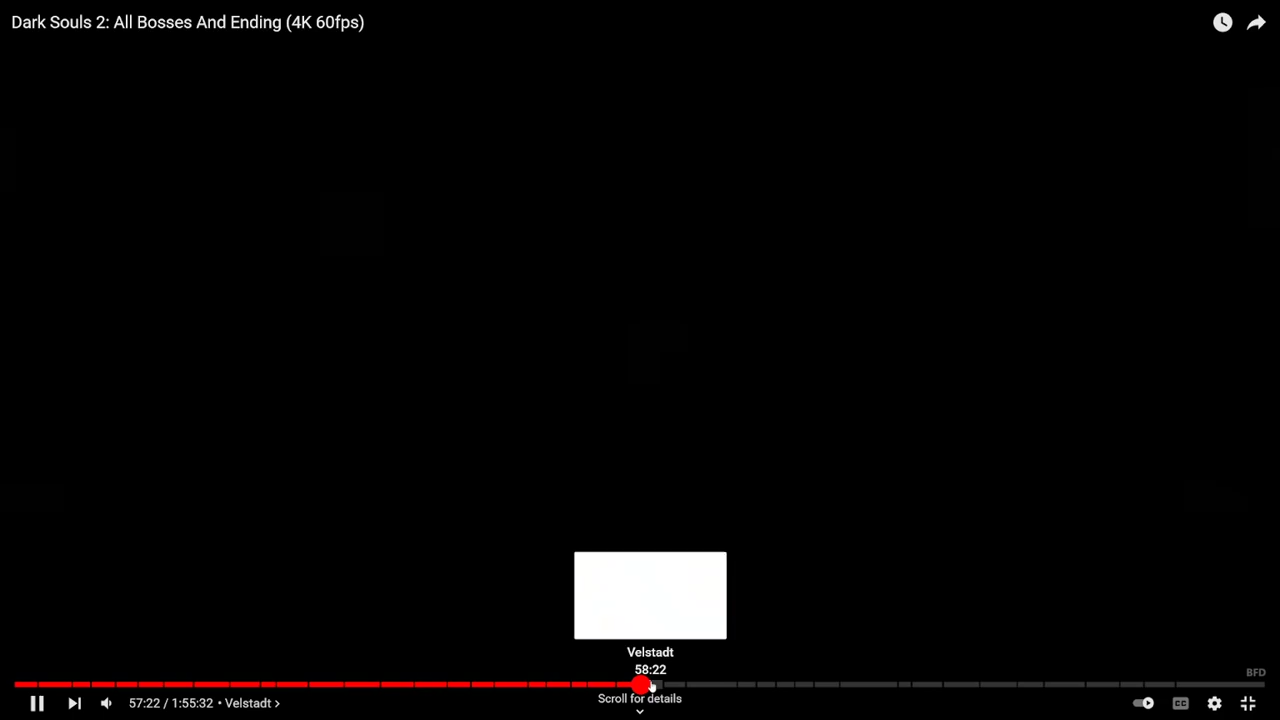 Dark Souls 2: All Bosses And Ending (4K 60fps)
Velstadt
58:22
BFD
57:22 / 1:55:32 • Velstadt >
Scroll for details
CC